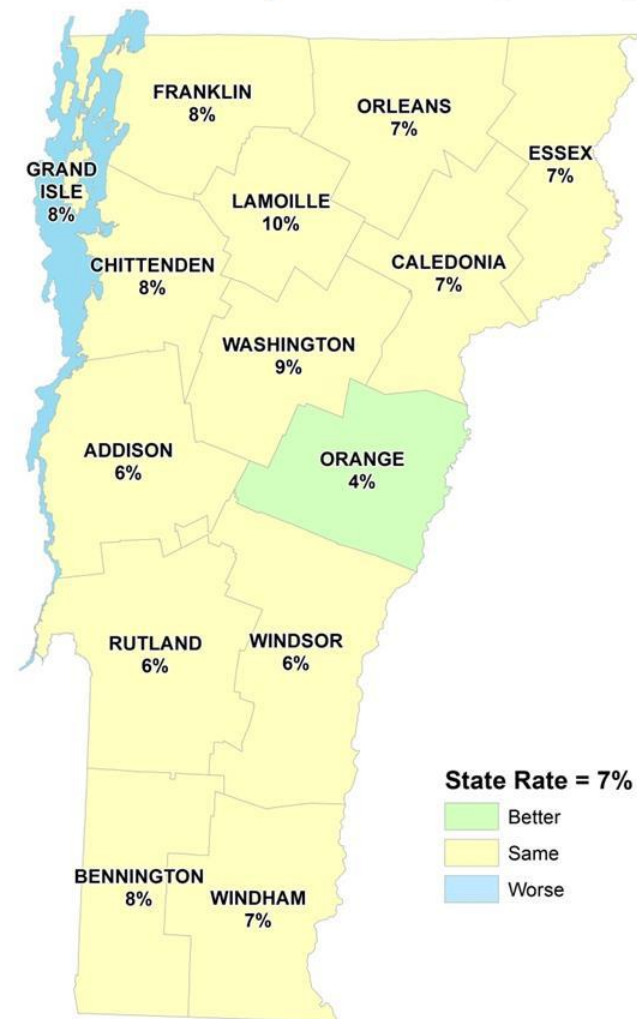 FRANKLIN
8%
ORLEANS
7%
ESSEX
7%
GRAND
ISLE
8%
LAMOILLE
10%
CHITTENDEN
8%
CALEDONIA
7%
WASHINGTON
9%
ADDISON
6%
ORANGE
4%
RUTLAND
6%
WINDSOR
6%
State Rate = 7%
Better
Same
Worse
BENNINGTON
8%
WINDHAM
7%